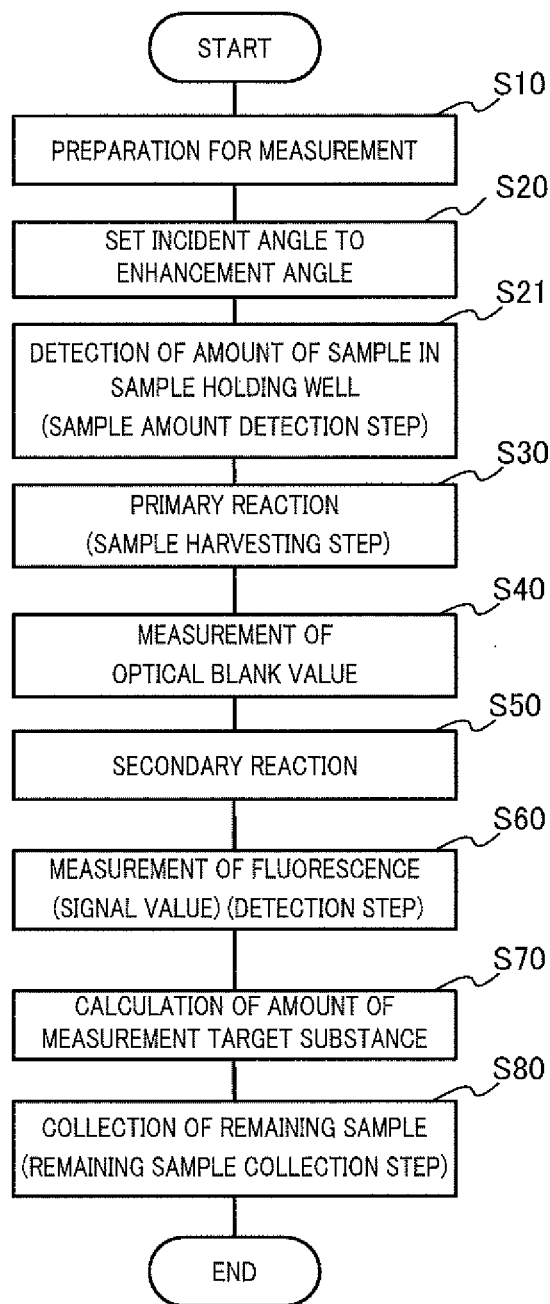 START
S10
PREPARATION FOR MEASUREMENT
S20
SET INCIDENT ANGLE TO
ENHANCEMENT ANGLE
S21
DETECTION OF AMOUNT OF SAMPLE IN
SAMPLE HOLDING WELL
(SAMPLE AMOUNT DETECTION STEP)
S30
PRIMARY REACTION
(SAMPLE HARVESTING STEP)
S40
MEASUREMENT OF
OPTICAL BLANK VALUE
S50
SECONDARY REACTION
S60
MEASUREMENT OF FLUORESCENCE
(SIGNAL VALUE) (DETECTION STEP)
S70
CALCULATION OF AMOUNT OF
MEASUREMENT TARGET SUBSTANCE
S80
COLLECTION OF REMAINING SAMPLE
(REMAINING SAMPLE COLLECTION STEP)
END